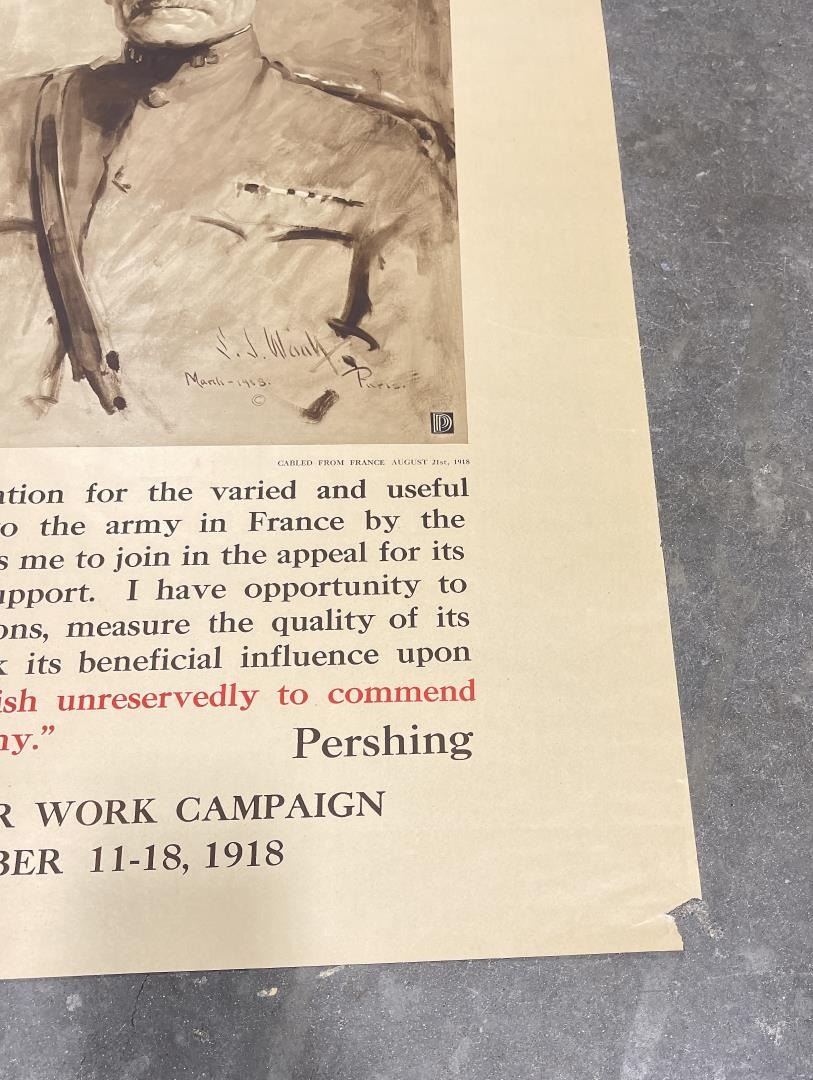 March - 1918.
©
Paris.
CABLED FROM FRANCE AUGUST 21st, 1918
ation for the varied and useful
to the army in France by the
s me to join in the appeal for its
upport. I have opportunity to
ons, measure the quality of its
k its beneficial influence upon
ish unreservedly to commend
ny.”
Pershing
R WORK CAMPAIGN
BER 11-18, 1918